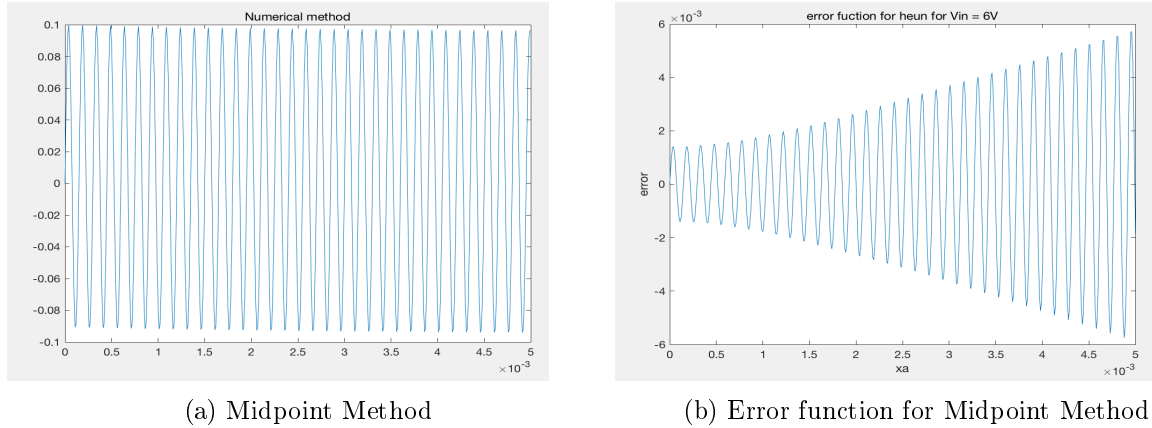 Numerical method
0.1
0.08
0.06
0.04
0.02
0
-0.02
-0.04
-0.06
-0.08
-0.1
0 0.5 1 1.5 2 2.5 3 3.5 4 4.5 5
×10⁻³
(a) Midpoint Method
×10⁻³
error fuction for heun for Vin = 6V
6
4
2
0
-2
-4
-6
error
0 0.5 1 1.5 2 2.5 3 3.5 4 4.5 5
xa
×10⁻³
(b) Error function for Midpoint Method